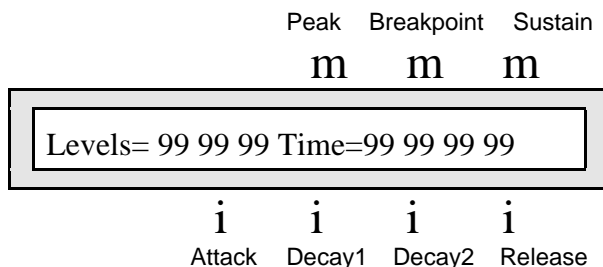 Peak Breakpoint Sustain
m m m
Levels= 99 99 99 Time=99 99 99 99
i i i i
Attack Decay1 Decay2 Release